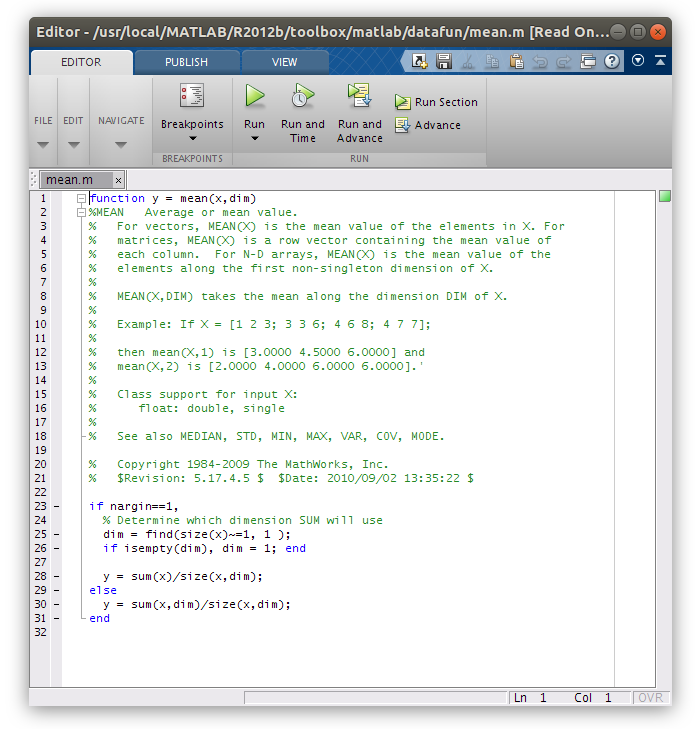 Editor - /usr/local/MATLAB/R2012b/toolbox/matlab/datafun/mean.m [Read On...
EDITOR PUBLISH VIEW
FILE EDIT NAVIGATE Breakpoints Run Run and Time Run and Advance Run Section Advance
BREAKPOINTS RUN
mean.m
1 function y = mean(x,dim)
2 %MEAN   Average or mean value.
3 %   For vectors, MEAN(X) is the mean value of the elements in X. For
4 %   matrices, MEAN(X) is a row vector containing the mean value of
5 %   each column.  For N-D arrays, MEAN(X) is the mean value of the
6 %   elements along the first non-singleton dimension of X.
7 %
8 %   MEAN(X,DIM) takes the mean along the dimension DIM of X.
9 %
10 %   Example: If X = [1 2 3; 3 3 6; 4 6 8; 4 7 7];
11 %
12 %   then mean(X,1) is [3.0000 4.5000 6.0000] and
13 %   mean(X,2) is [2.0000 4.0000 6.0000 6.0000].'
14 %
15 %   Class support for input X:
16 %      float: double, single
17 %
18 %   See also MEDIAN, STD, MIN, MAX, VAR, COV, MODE.
19
20 %   Copyright 1984-2009 The MathWorks, Inc.
21 %   $Revision: 5.17.4.5 $  $Date: 2010/09/02 13:35:22 $
22
23 – if nargin==1,
24   % Determine which dimension SUM will use
25 –   dim = find(size(x)~=1, 1 );
26 –   if isempty(dim), dim = 1; end
27
28 –   y = sum(x)/size(x,dim);
29 – else
30 –   y = sum(x,dim)/size(x,dim);
31 – end
32
Ln 1 Col 1 OVR